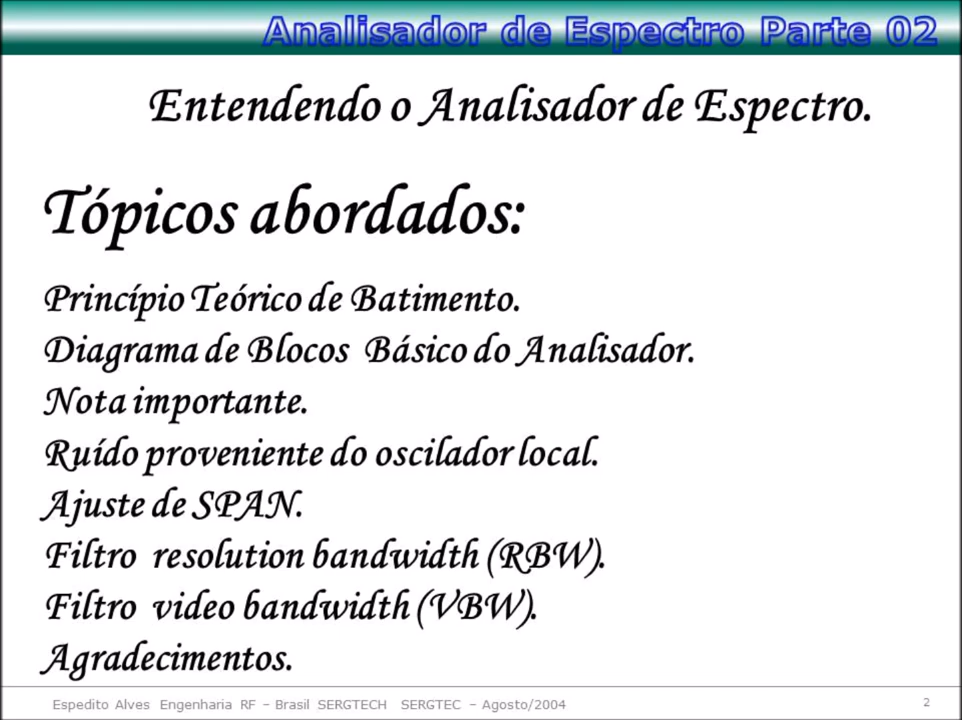 Analisador de Espectro Parte 02
Entendendo o Analisador de Espectro.
Tópicos abordados:
Princípio Teórico de Batimento.
Diagrama de Blocos Básico do Analisador.
Nota importante.
Ruído proveniente do oscilador local.
Ajuste de SPAN.
Filtro resolution bandwidth (RBW).
Filtro video bandwidth (VBW).
Agradecimentos.
Espedito Alves Engenharia RF – Brasil SERGTECH SERGTEC – Agosto/2004
2